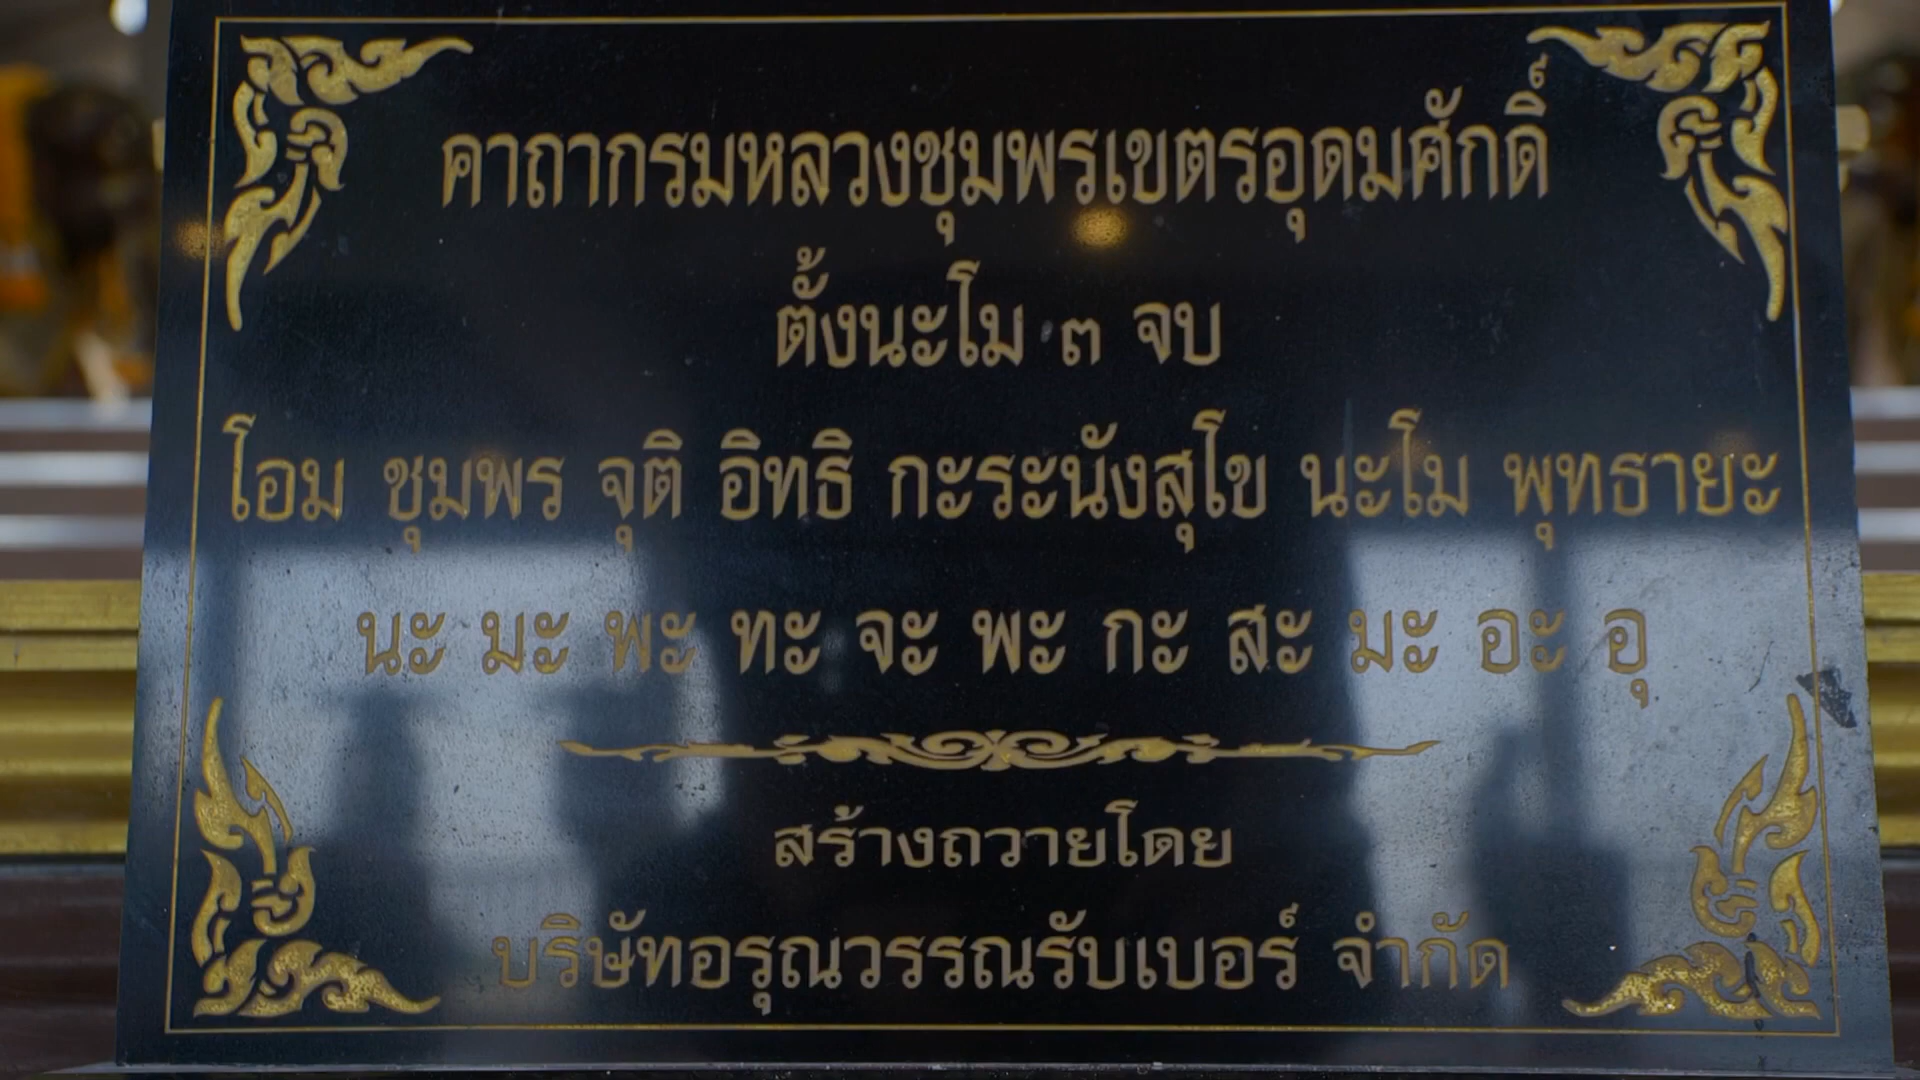 คาถากรมหลวงชุมพรเขตรอุดมศักดิ์
ตั้งนะโม ๓ จบ
โอม ชุมพร จุติ อิทธิ กะระนังสุโข นะโม พุทธายะ
นะ มะ พะ ทะ จะ พะ กะ สะ มะ อะ อุ
สร้างถวายโดย
บริษัทอรุณวรรณรับเบอร์ จำกัด